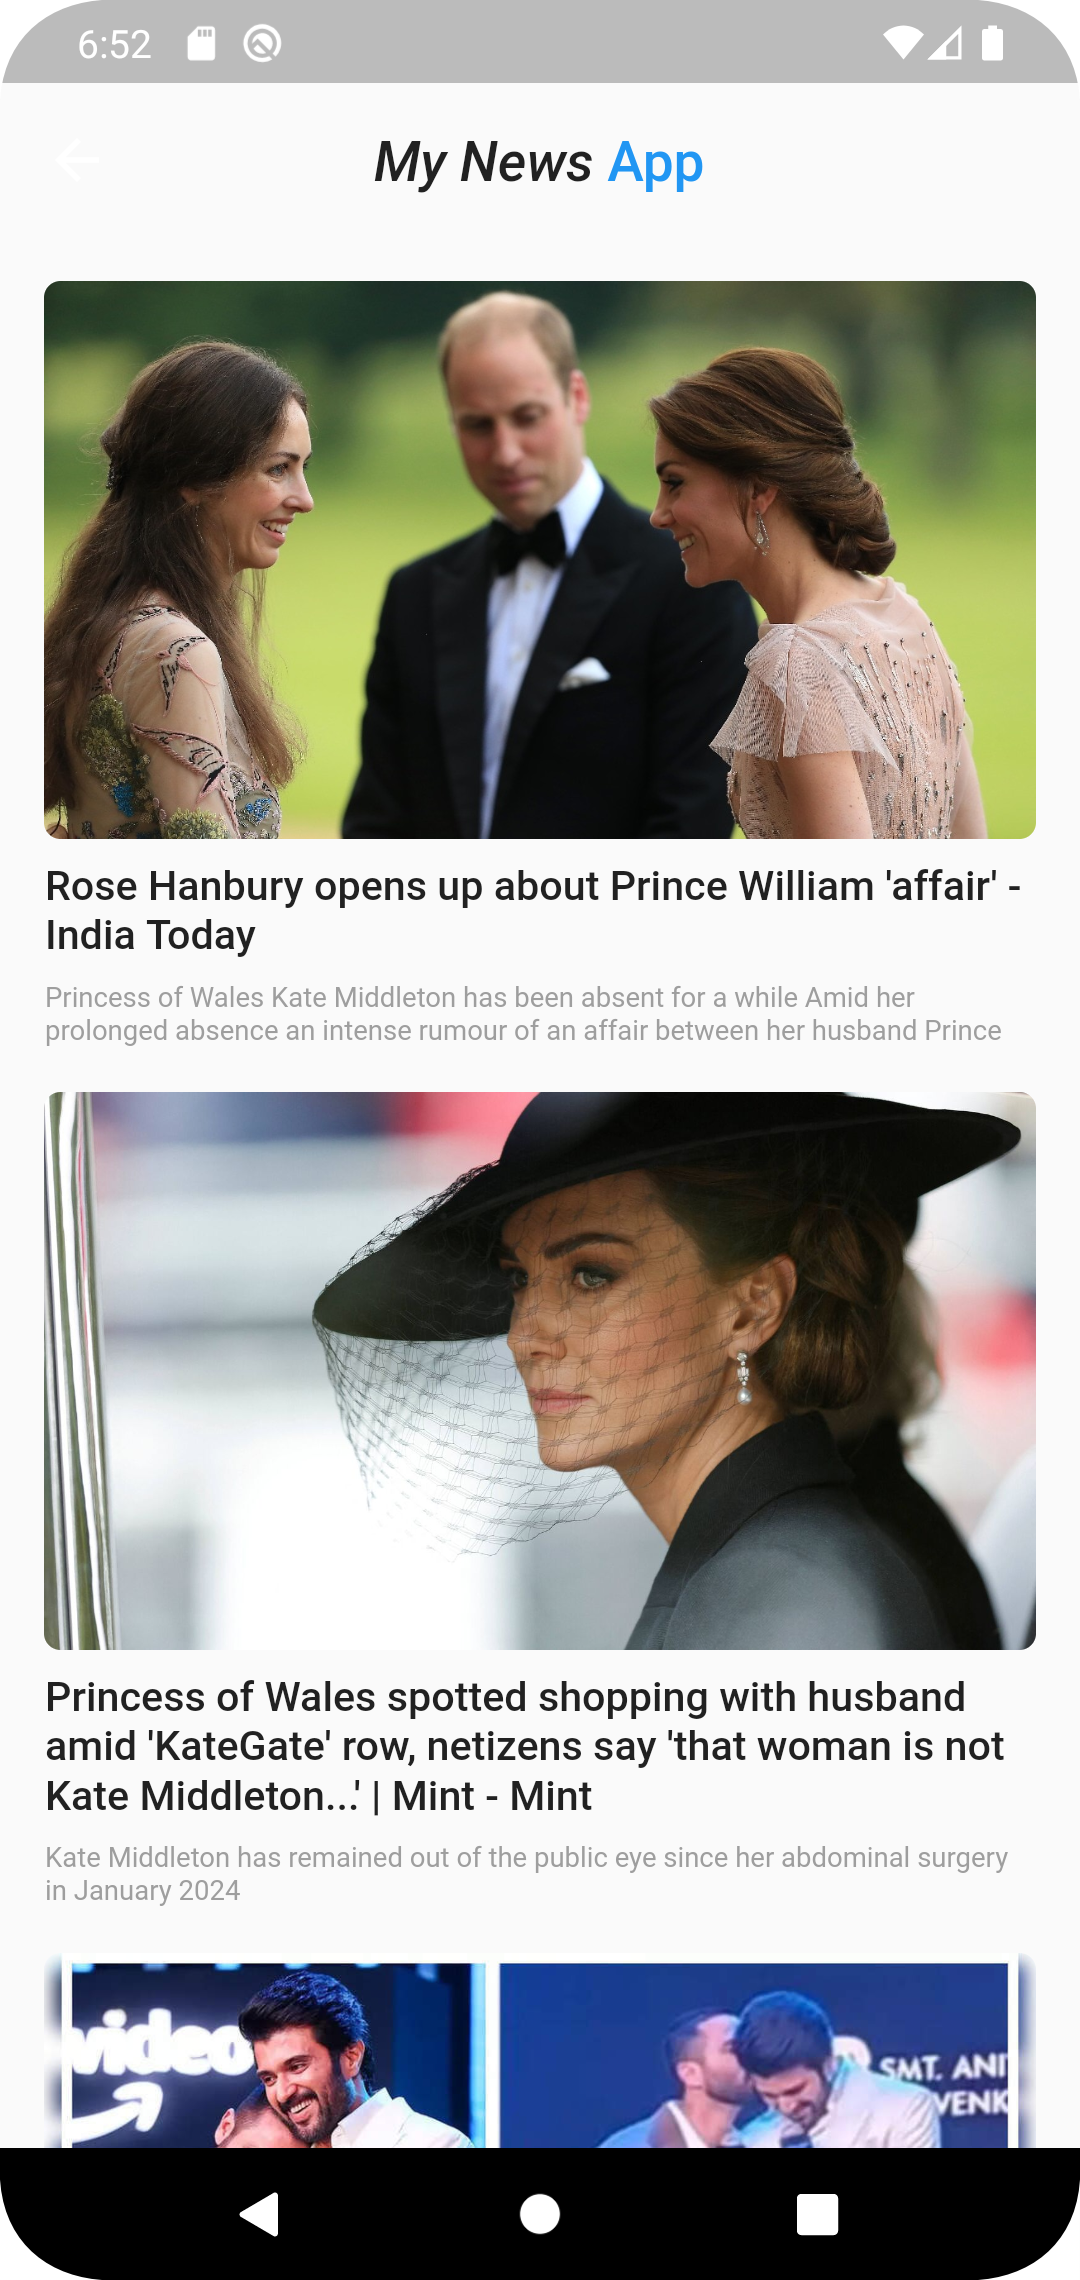 6:52
My News App
Rose Hanbury opens up about Prince William 'affair' -
India Today
Princess of Wales Kate Middleton has been absent for a while Amid her
prolonged absence an intense rumour of an affair between her husband Prince
Princess of Wales spotted shopping with husband
amid 'KateGate' row, netizens say 'that woman is not
Kate Middleton...' | Mint - Mint
Kate Middleton has remained out of the public eye since her abdominal surgery
in January 2024
video
SMT. ANI
VENK